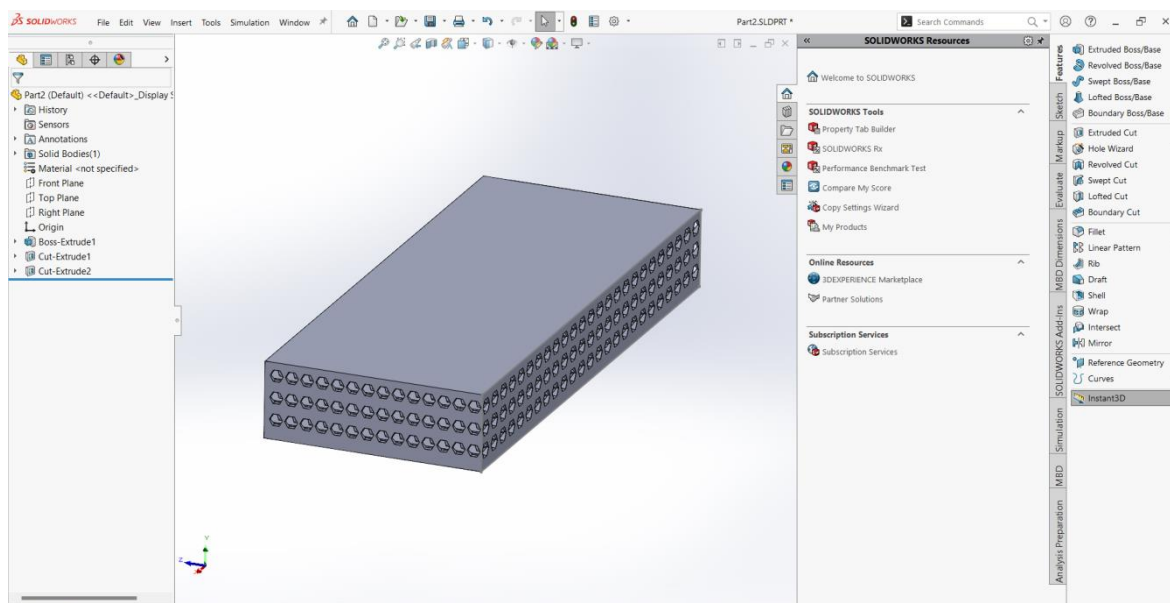 SOLIDWORKS File Edit View Insert Tools Simulation Window
Part2.SLDPRT *
Search Commands
Part2 (Default) <<Default>_Display S
History
Sensors
Annotations
Solid Bodies(1)
Material <not specified>
Front Plane
Top Plane
Right Plane
Origin
Boss-Extrude1
Cut-Extrude1
Cut-Extrude2
Y
Z
X
SOLIDWORKS Resources
Welcome to SOLIDWORKS
SOLIDWORKS Tools
Property Tab Builder
SOLIDWORKS Rx
Performance Benchmark Test
Compare My Score
Copy Settings Wizard
My Products
Online Resources
3DEXPERIENCE Marketplace
Partner Solutions
Subscription Services
Subscription Services
Features
Sketch
Markup
Evaluate
MBD Dimensions
SOLIDWORKS Add-Ins
Simulation
MBD
Analysis Preparation
Extruded Boss/Base
Revolved Boss/Base
Swept Boss/Base
Lofted Boss/Base
Boundary Boss/Base
Extruded Cut
Hole Wizard
Revolved Cut
Swept Cut
Lofted Cut
Boundary Cut
Fillet
Linear Pattern
Rib
Draft
Shell
Wrap
Intersect
Mirror
Reference Geometry
Curves
Instant3D